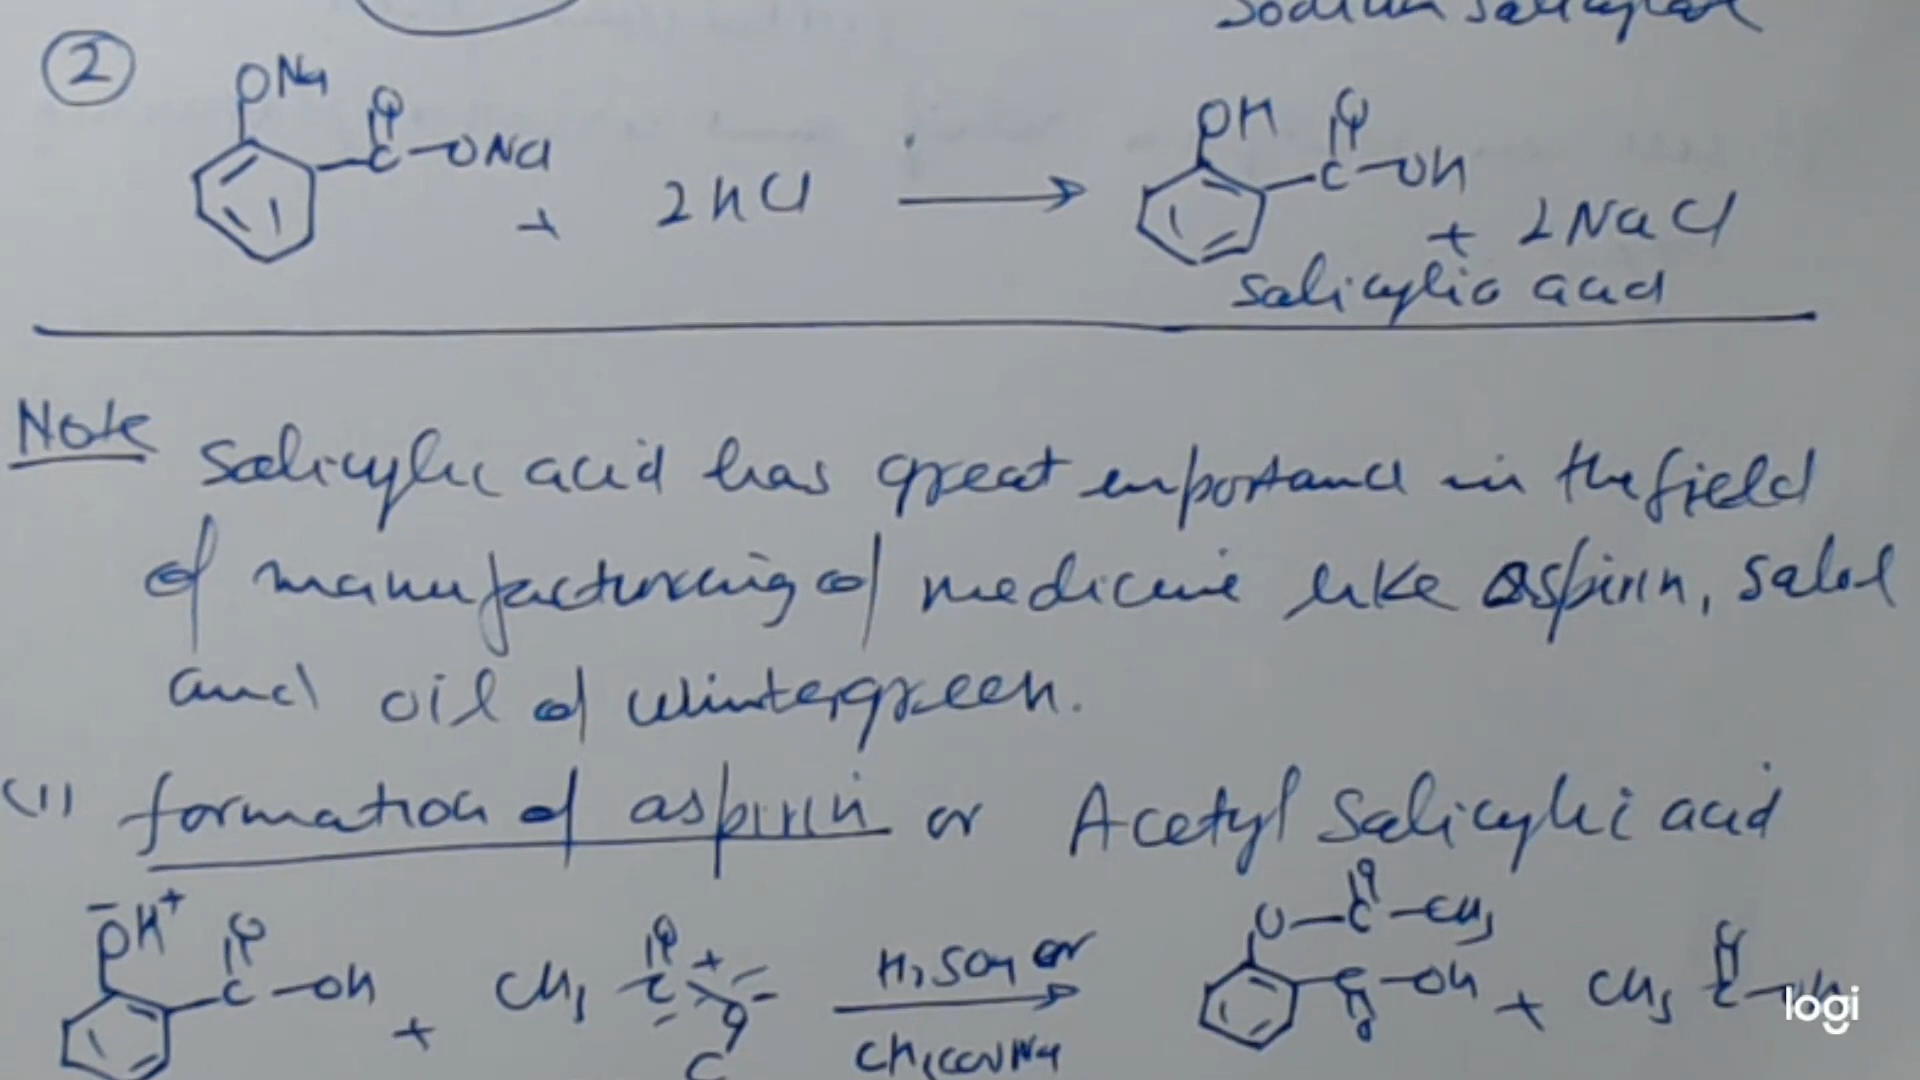 Sodium Salicylate
2
ONa O
C-ONa
+ 2HCl → OH O
C-OH
+ 2NaCl
salicylic acid
Note Salicylic acid has great importance in the field
of manufacturing of medicine like aspirin, salol
and oil of wintergreen.
(1) formation of aspirin or Acetyl Salicylic acid
OH+ O C-OH + CH3 C O H2SO4 or O-C-CH3
CH3COONa C-OH + CH3 C-OH
logi